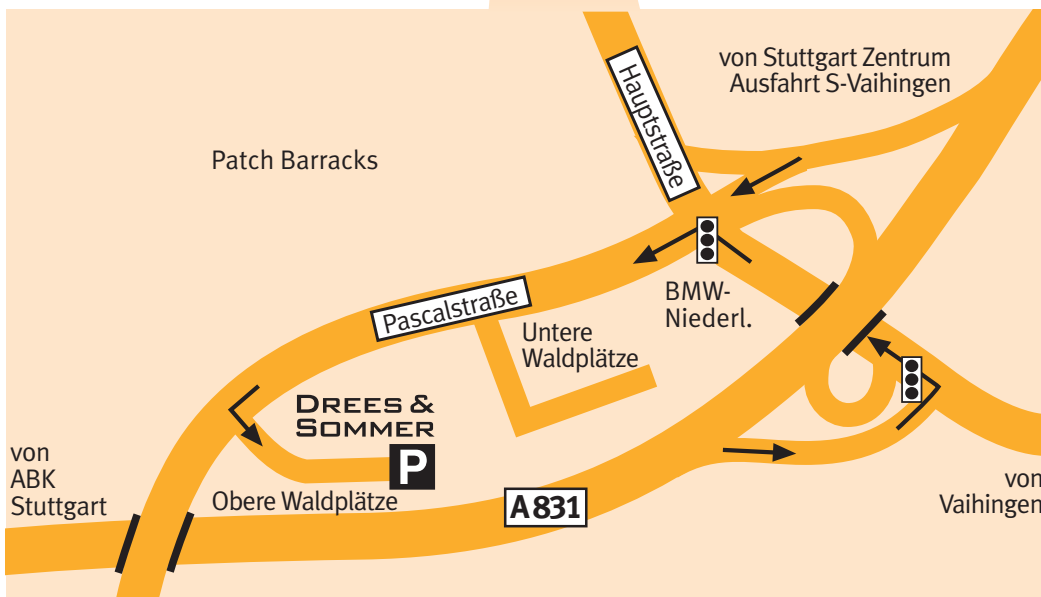 von Stuttgart Zentrum
Ausfahrt S-Vaihingen
Hauptstraße
Patch Barracks
BMW-
Niederl.
Pascalstraße
Untere
Waldplätze
DREES &
SOMMER
P
von
ABK
Stuttgart
Obere Waldplätze
A 831
von
Vaihingen